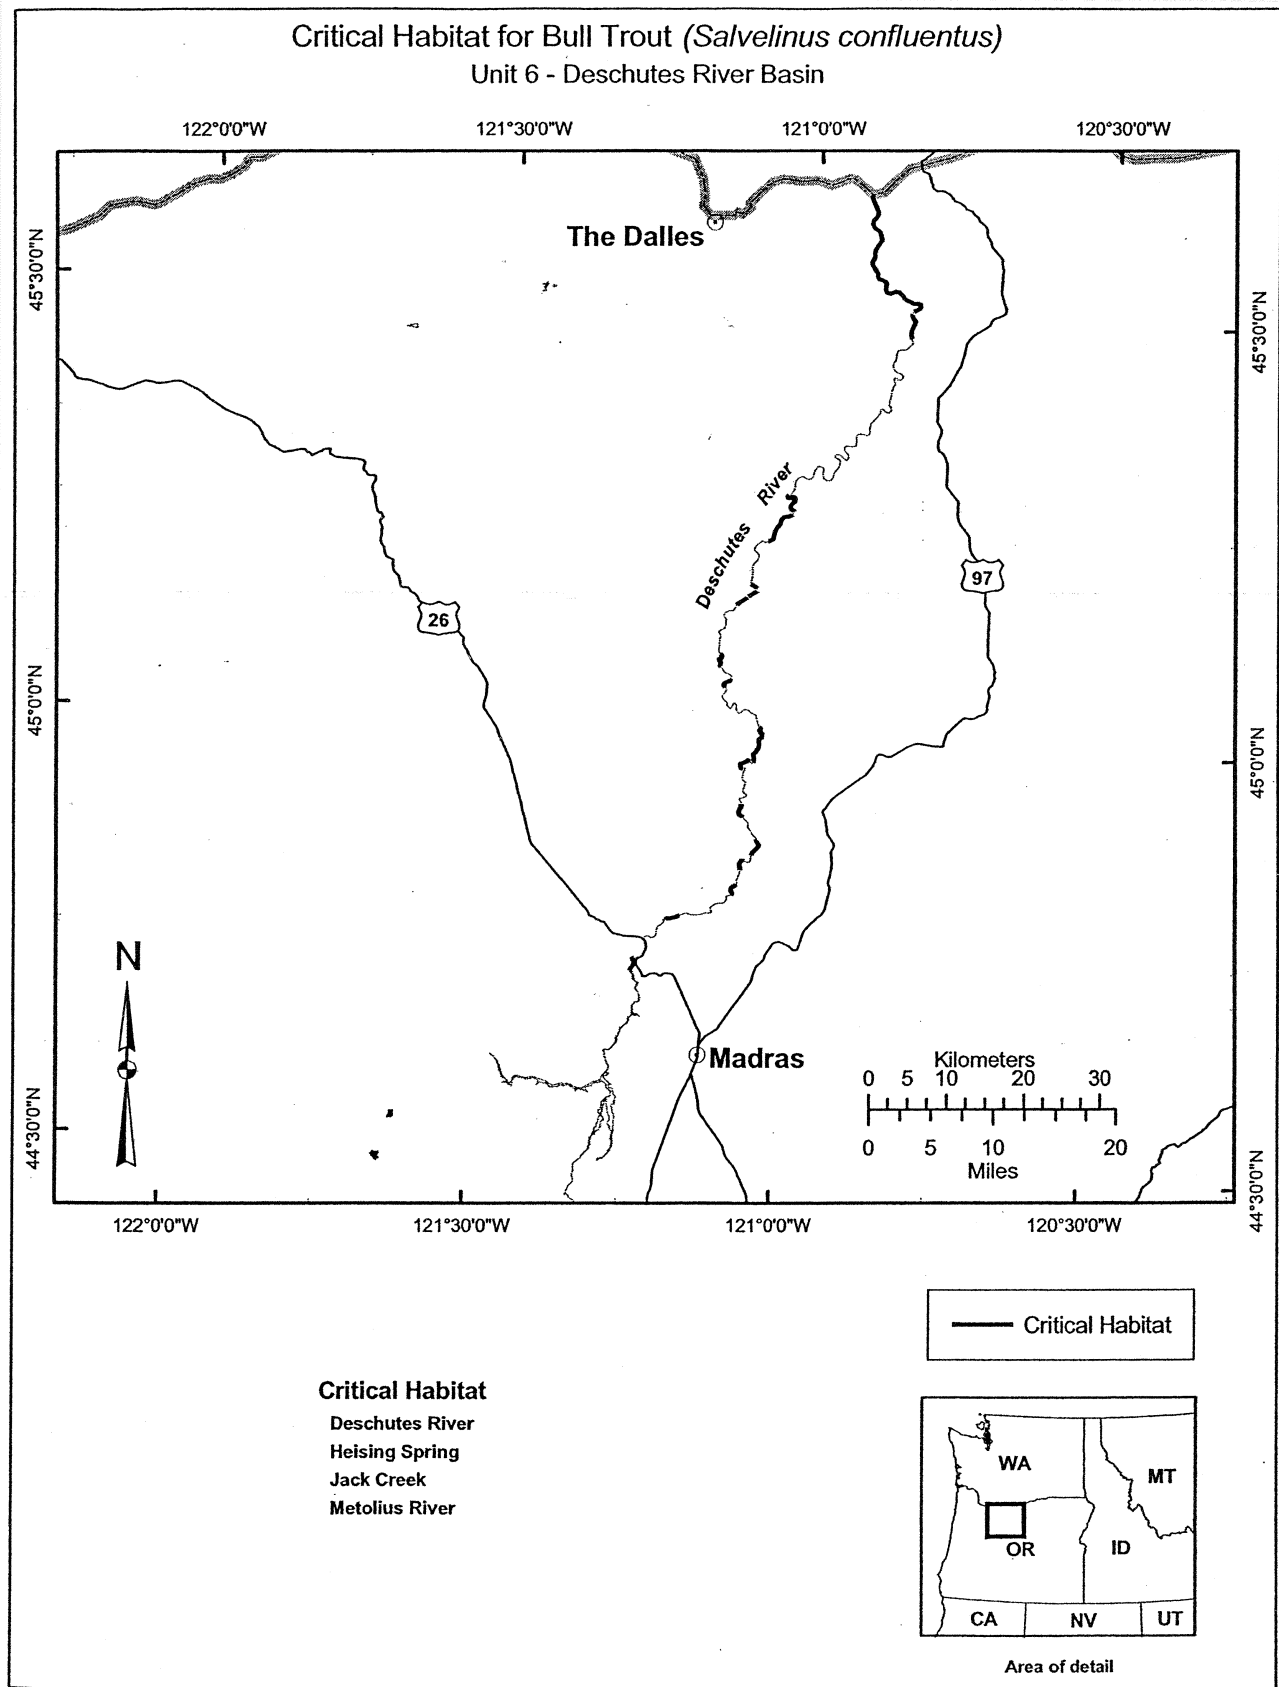 Critical Habitat for Bull Trout (Salvelinus confluentus)
Unit 6 - Deschutes River Basin
122°0'0"W
121°30'0"W
121°0'0"W
120°30'0"W
45°30'0"N
45°0'0"N
44°30'0"N
45°30'0"N
45°0'0"N
44°30'0"N
The Dalles
Deschutes River
26
97
Madras
N
Kilometers
0 5 10 20 30
0 5 10 20
Miles
122°0'0"W
121°30'0"W
121°0'0"W
120°30'0"W
Critical Habitat
Critical Habitat
Deschutes River
Heising Spring
Jack Creek
Metolius River
WA
MT
OR
ID
CA
NV
UT
Area of detail